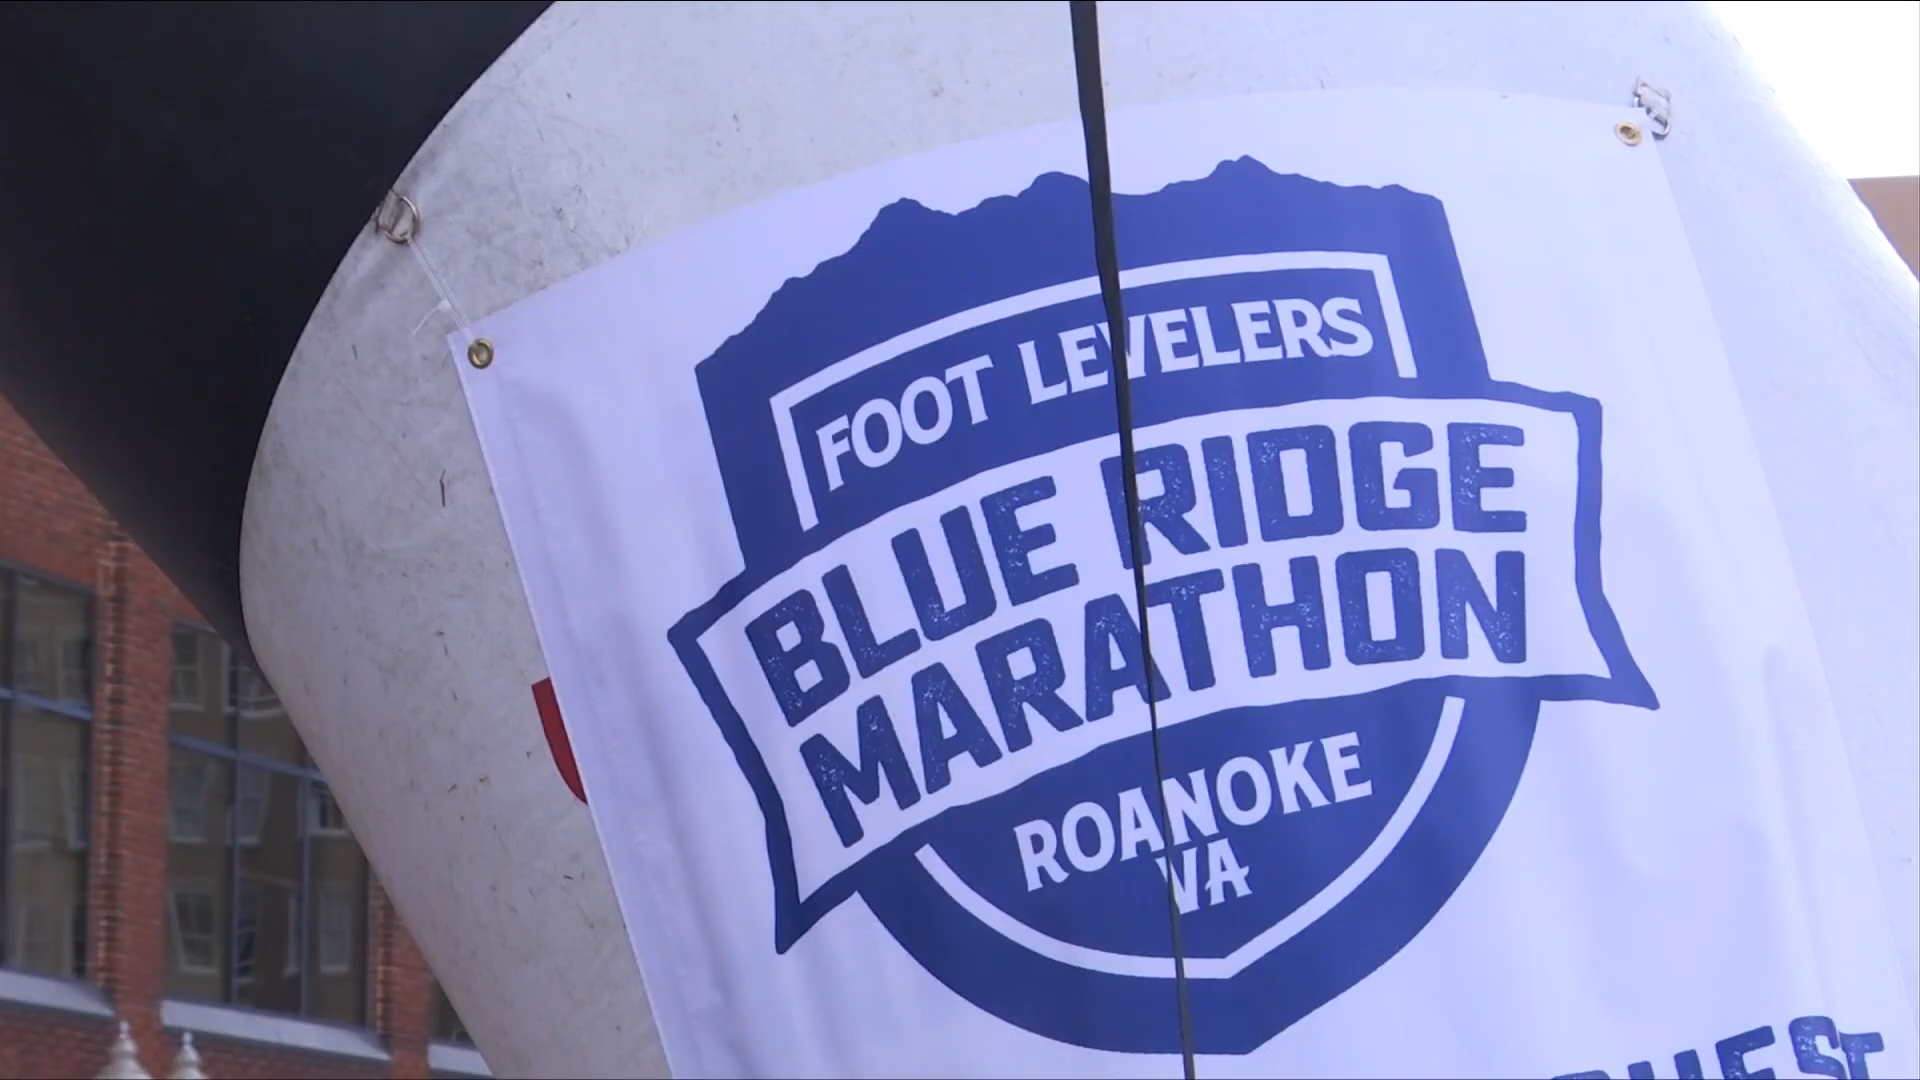 FOOT LEVELERS
BLUE RIDGE
MARATHON
ROANOKE
VA